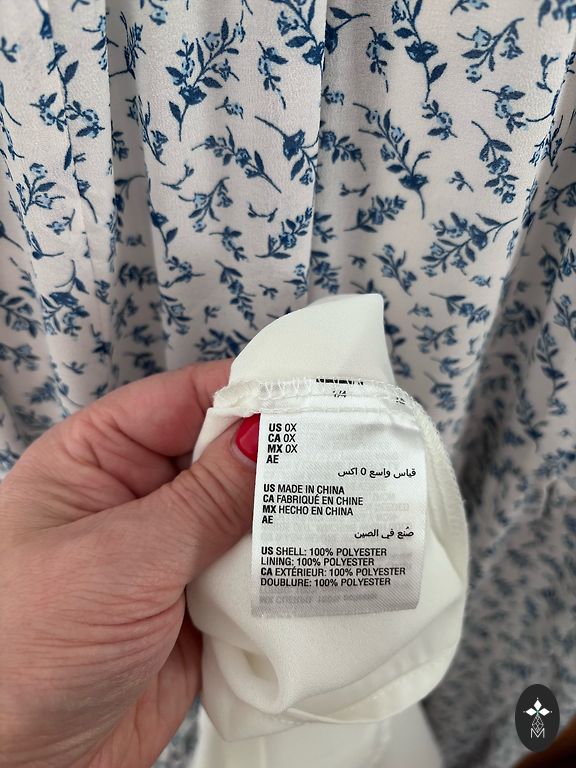 US 0X
CA 0X
MX 0X
AE
قياس واسع 0 اكس
US MADE IN CHINA
CA FABRIQUÉ EN CHINE
MX HECHO EN CHINA
AE
صُنع في الصين
US SHELL: 100% POLYESTER
LINING: 100% POLYESTER
CA EXTÉRIEUR: 100% POLYESTER
DOUBLURE: 100% POLYESTER
M